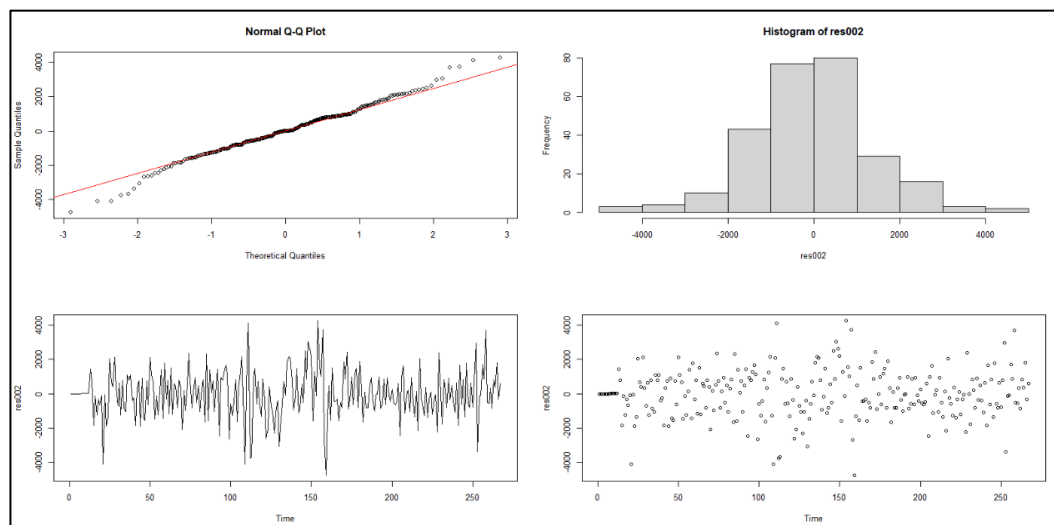 Normal Q-Q Plot
Sample Quantiles
-4000 -2000 0 2000 4000
-3 -2 -1 0 1 2 3
Theoretical Quantiles
Histogram of res002
Frequency
0 20 40 60 80
-4000 -2000 0 2000 4000
res002
res002
-4000 -2000 0 2000 4000
0 50 100 150 200 250
Time
res002
-4000 -2000 0 2000 4000
0 50 100 150 200 250
Time